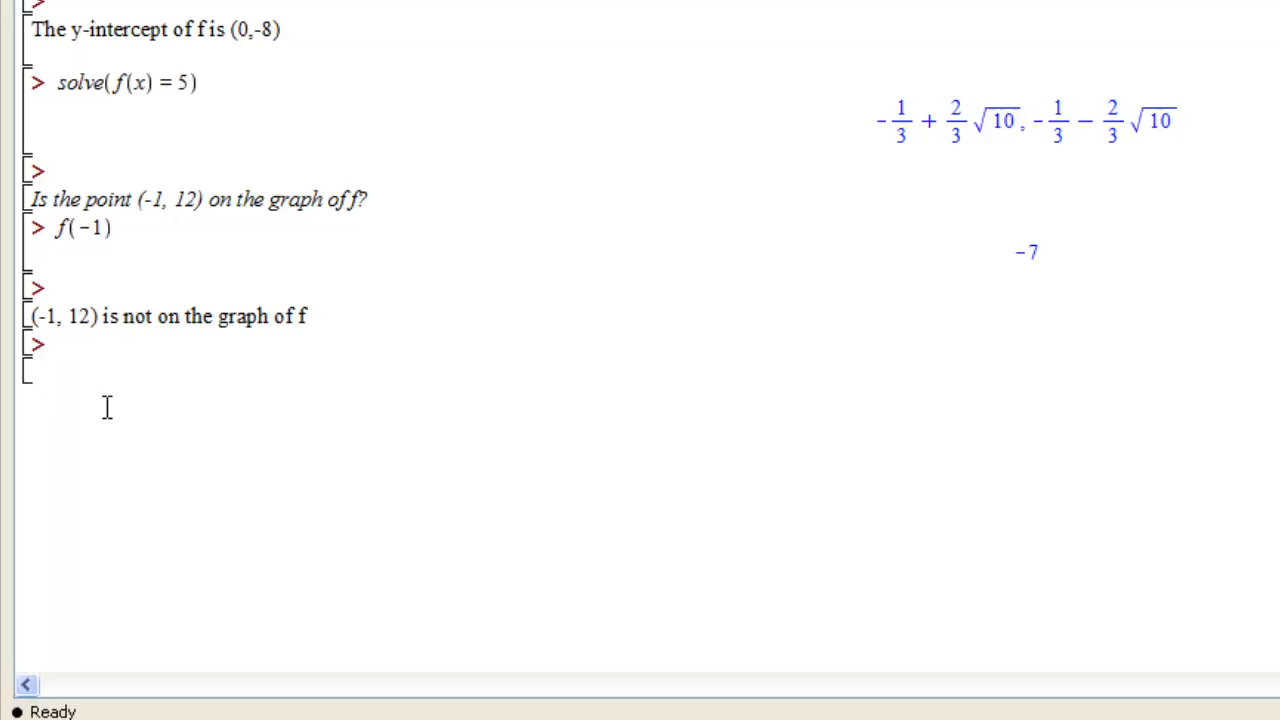 >
The y-intercept of f is (0,-8)
> solve(f(x) = 5)
-1/3 + 2/3 √10, -1/3 - 2/3 √10
>
Is the point (-1, 12) on the graph of f?
> f(-1)
-7
>
(-1, 12) is not on the graph of f
>
Ready